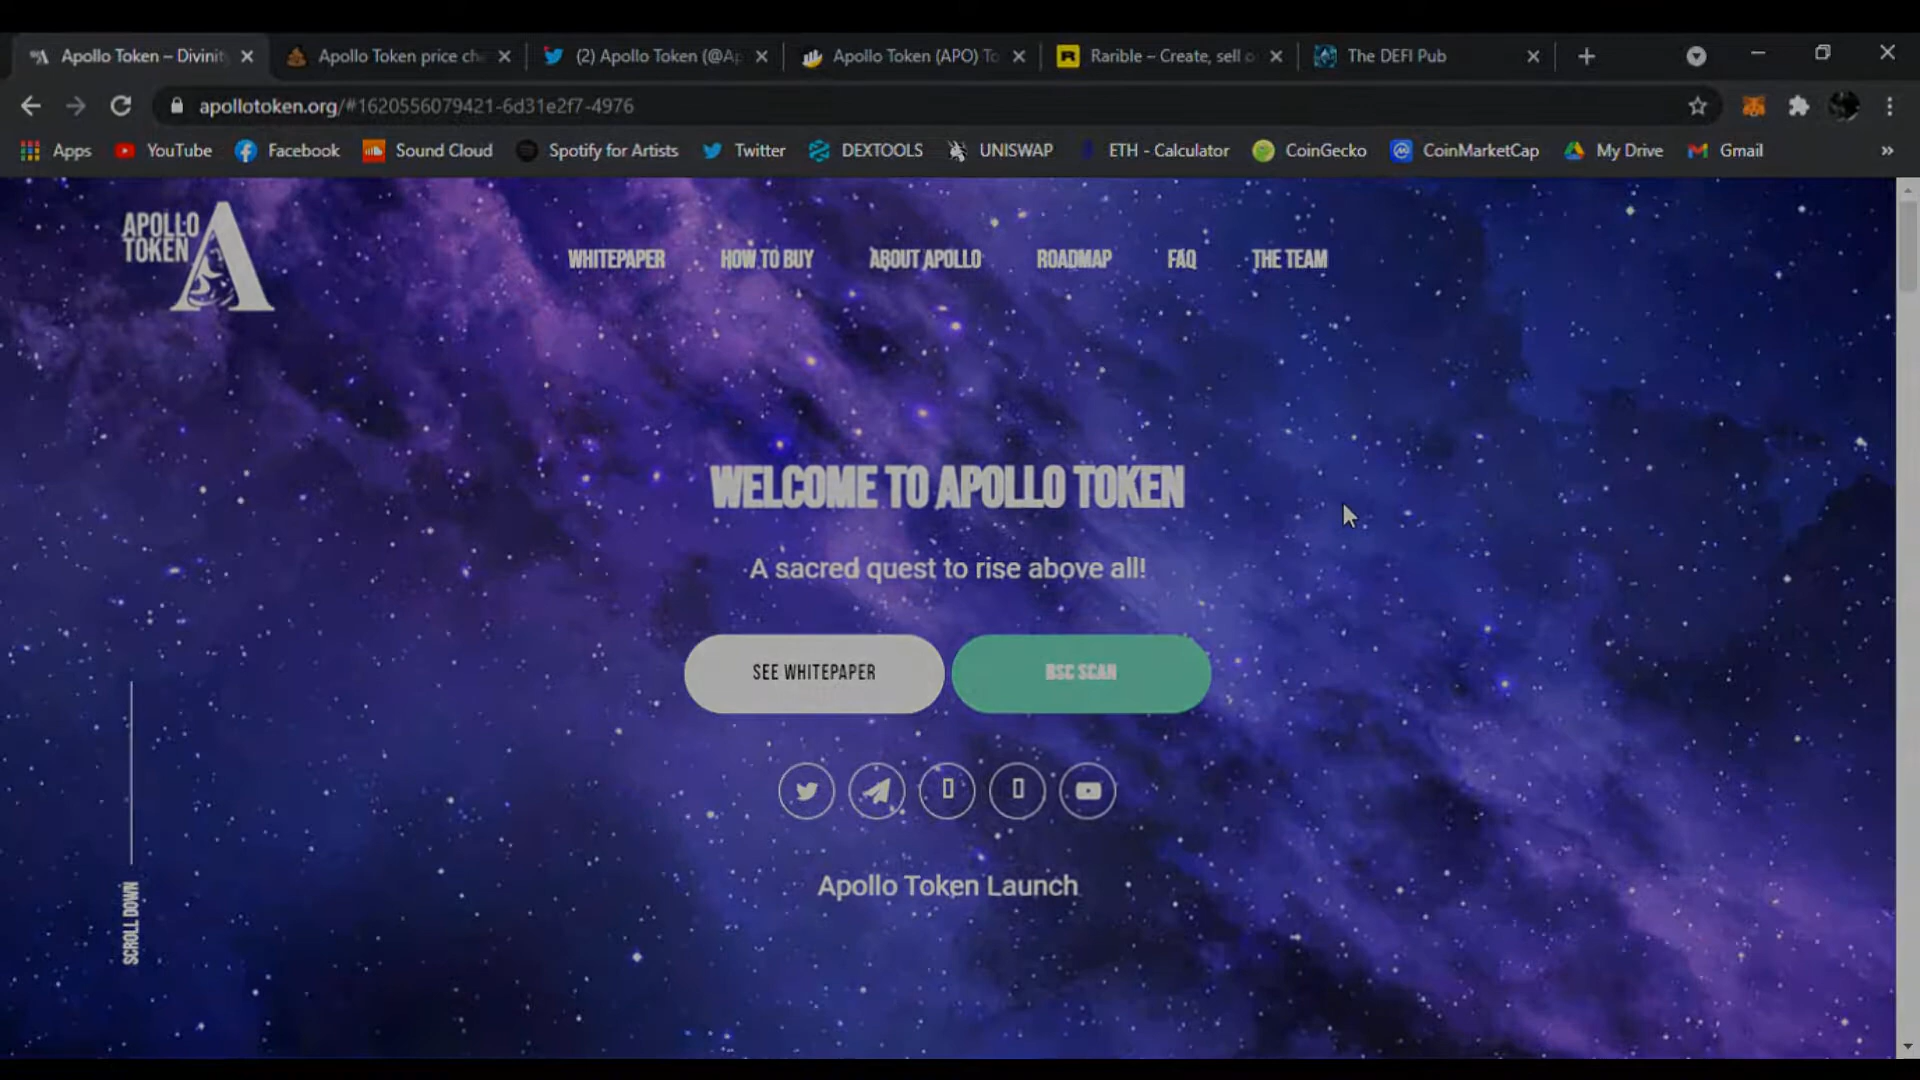 Apollo Token – Divinit
Apollo Token price ch
(2) Apollo Token (@Ap
Apollo Token (APO) To
Rarible – Create, sell o
The DEFI Pub
apollotoken.org/#1620556079421-6d31e2f7-4976
Apps
YouTube
Facebook
Sound Cloud
Spotify for Artists
Twitter
DEXTOOLS
UNISWAP
ETH - Calculator
CoinGecko
CoinMarketCap
My Drive
Gmail
APOLLO
TOKEN
WHITEPAPER
HOW TO BUY
ABOUT APOLLO
ROADMAP
FAQ
THE TEAM
WELCOME TO APOLLO TOKEN
A sacred quest to rise above all!
SEE WHITEPAPER
BSC SCAN
Apollo Token Launch
SCROLL DOWN